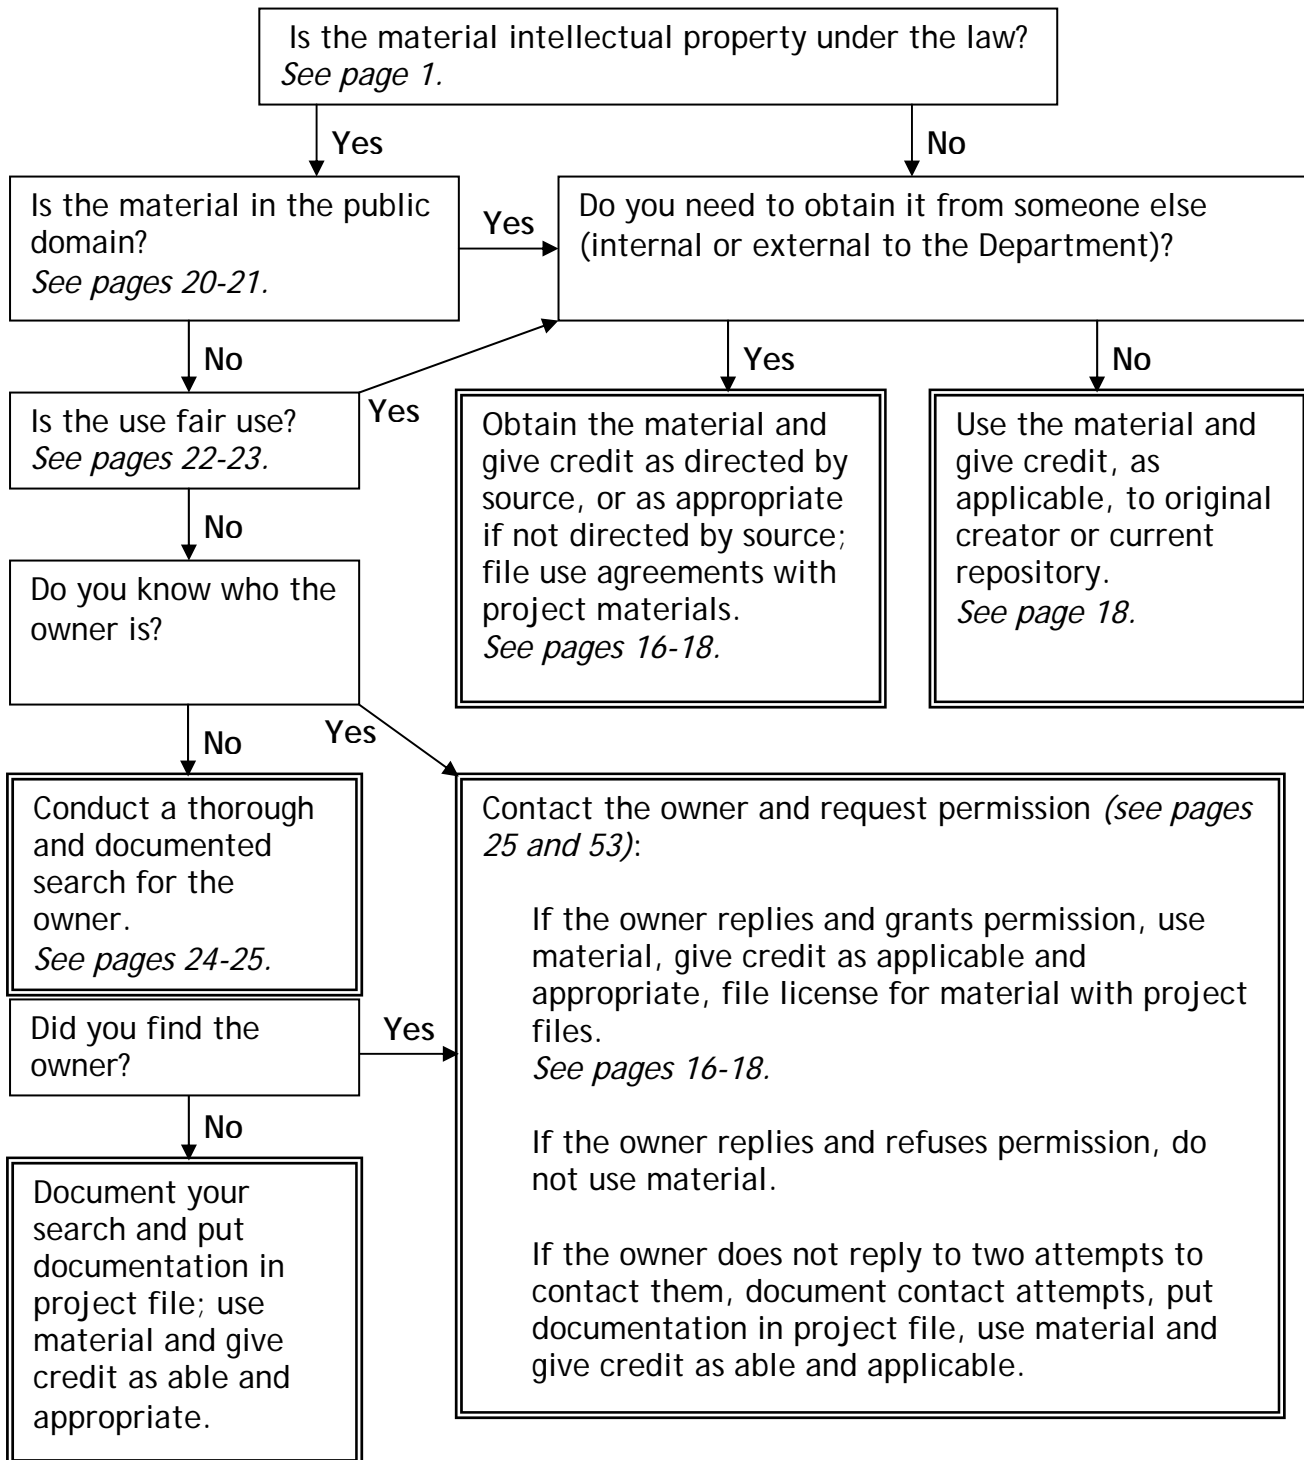 Is the material intellectual property under the law?
See page 1.
Yes
No
Is the material in the public
domain?
See pages 20-21.
Yes
Do you need to obtain it from someone else
(internal or external to the Department)?
No
Yes
No
Is the use fair use?
See pages 22-23.
Yes
Obtain the material and
give credit as directed by
source, or as appropriate
if not directed by source;
file use agreements with
project materials.
See pages 16-18.
Use the material and
give credit, as
applicable, to original
creator or current
repository.
See page 18.
No
Do you know who the
owner is?
No
Yes
Conduct a thorough
and documented
search for the
owner.
See pages 24-25.
Did you find the
owner?
Yes
No
Document your
search and put
documentation in
project file; use
material and give
credit as able and
appropriate.
Contact the owner and request permission (see pages
25 and 53):
If the owner replies and grants permission, use
material, give credit as applicable and
appropriate, file license for material with project
files.
See pages 16-18.
If the owner replies and refuses permission, do
not use material.
If the owner does not reply to two attempts to
contact them, document contact attempts, put
documentation in project file, use material and
give credit as able and applicable.